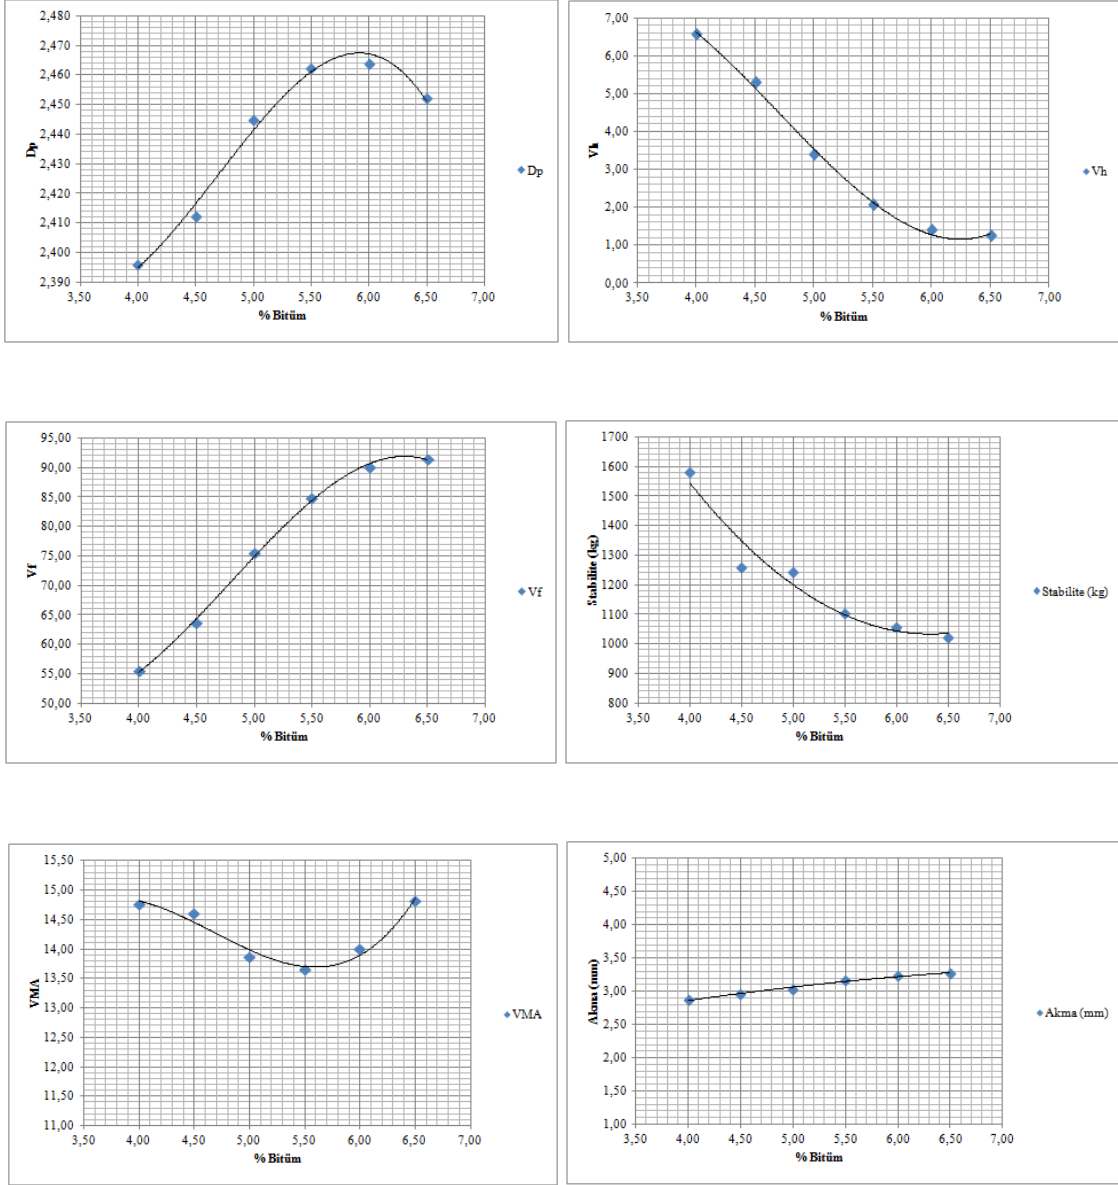 2,480
2,470
2,460
2,450
2,440
2,430
2,420
2,410
2,400
2,390
Dp
3,50 4,00 4,50 5,00 5,50 6,00 6,50 7,00
% Bitüm
Dp
7,00
6,00
5,00
4,00
3,00
2,00
1,00
0,00
Vh
3,50 4,00 4,50 5,00 5,50 6,00 6,50 7,00
% Bitüm
Vh
95,00
90,00
85,00
80,00
75,00
70,00
65,00
60,00
55,00
50,00
Vf
3,50 4,00 4,50 5,00 5,50 6,00 6,50 7,00
% Bitüm
Vf
1700
1600
1500
1400
1300
1200
1100
1000
900
800
Stabilite (kg)
3,50 4,00 4,50 5,00 5,50 6,00 6,50 7,00
% Bitüm
Stabilite (kg)
15,50
15,00
14,50
14,00
13,50
13,00
12,50
12,00
11,50
11,00
VMA
3,50 4,00 4,50 5,00 5,50 6,00 6,50 7,00
% Bitüm
VMA
5,00
4,50
4,00
3,50
3,00
2,50
2,00
1,50
1,00
Akma (mm)
3,50 4,00 4,50 5,00 5,50 6,00 6,50 7,00
% Bitüm
Akma (mm)